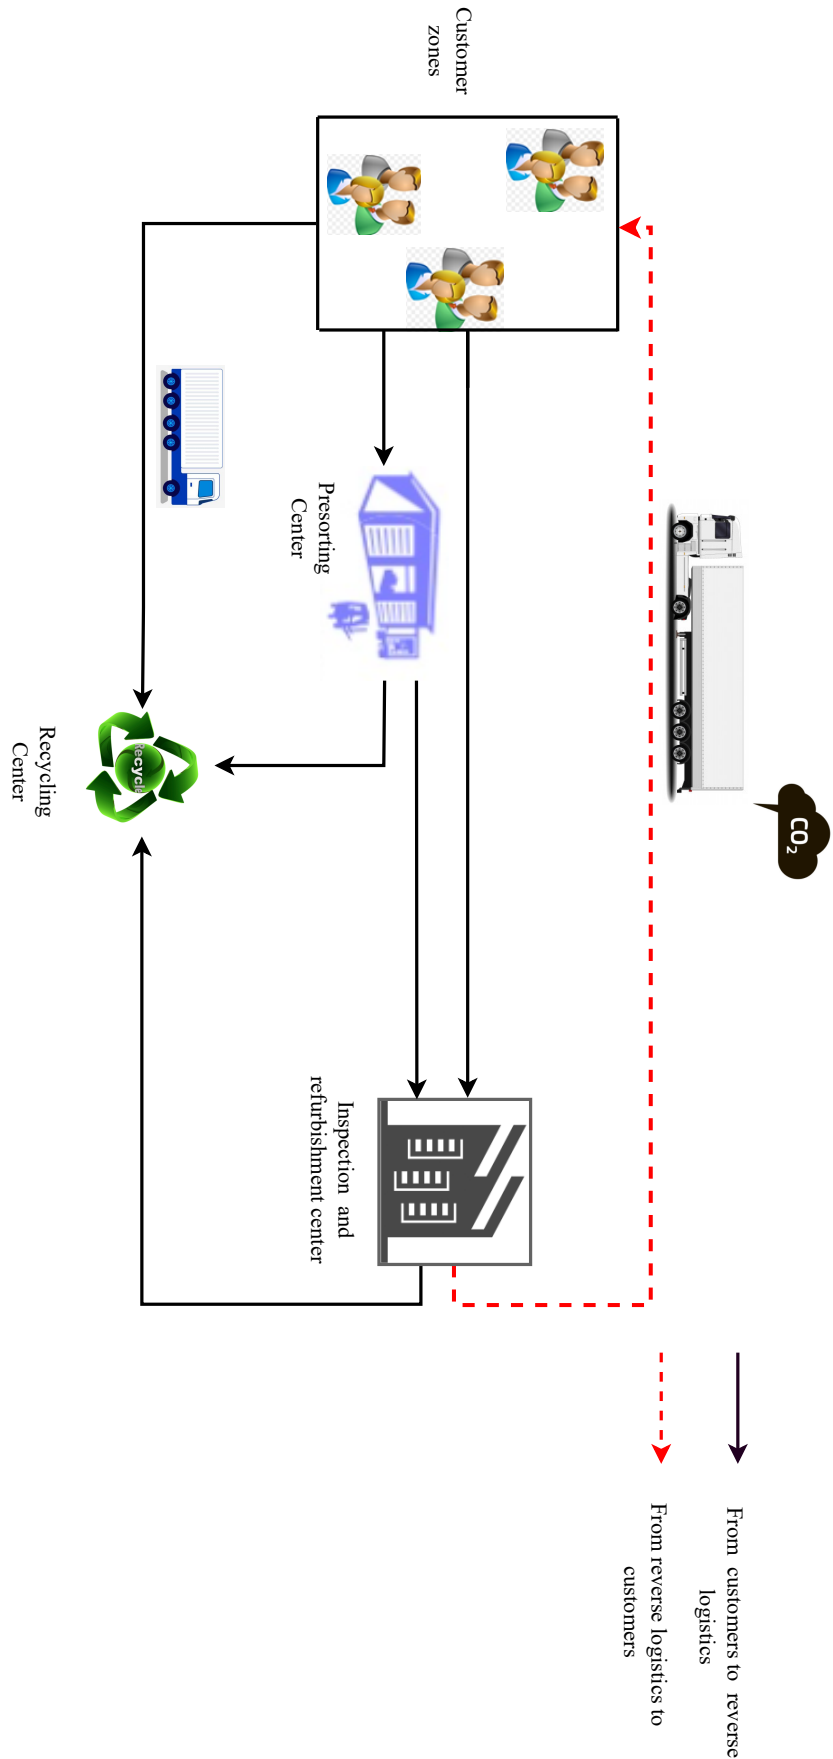 Customer
zones
CO₂
Presorting
Center
Recycle
Recycling
Center
Inspection and
refurbishment center
From customers to reverse
logistics
From reverse logistics to
customers